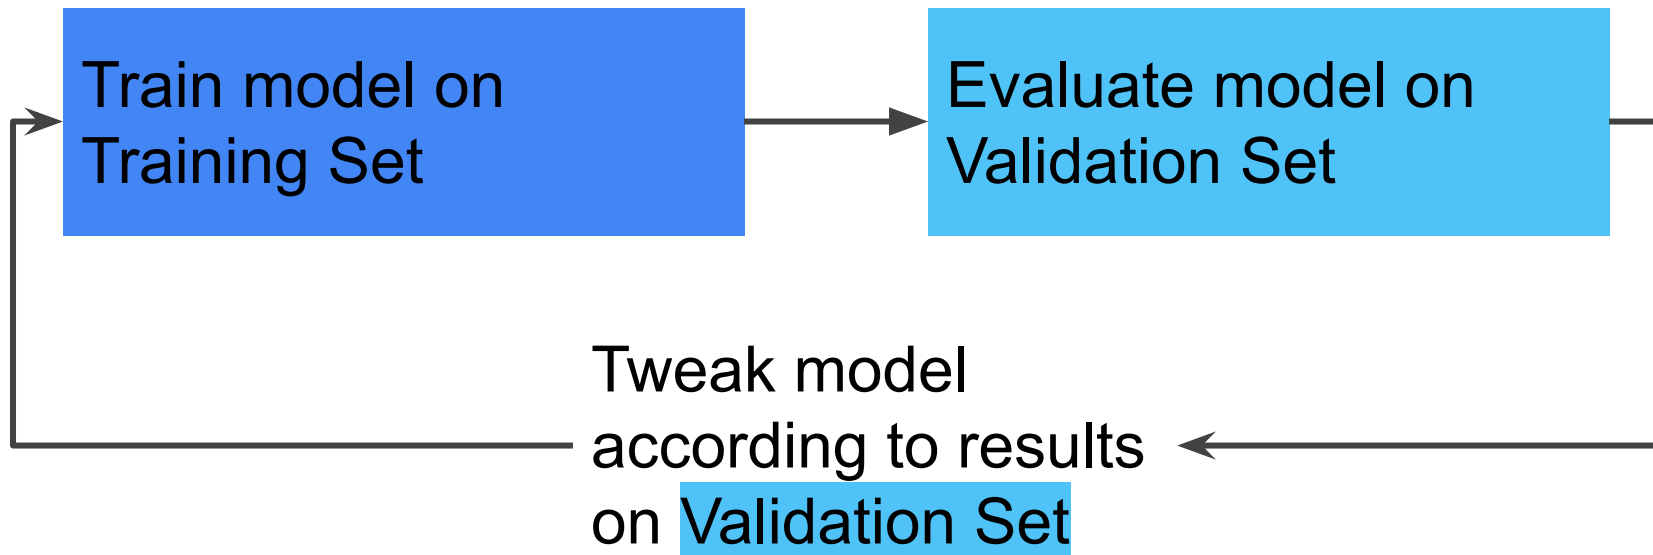 Train model on
Training Set
Evaluate model on
Validation Set
Tweak model
according to results
on Validation Set